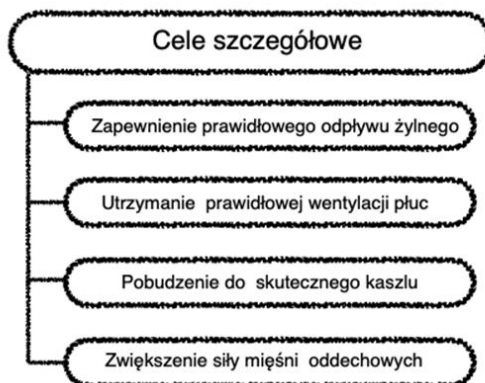 Cele szczegółowe
Zapewnienie prawidłowego odpływu żylnego
Utrzymanie prawidłowej wentylacji płuc
Pobudzenie do skutecznego kaszlu
Zwiększenie siły mięśni oddechowych